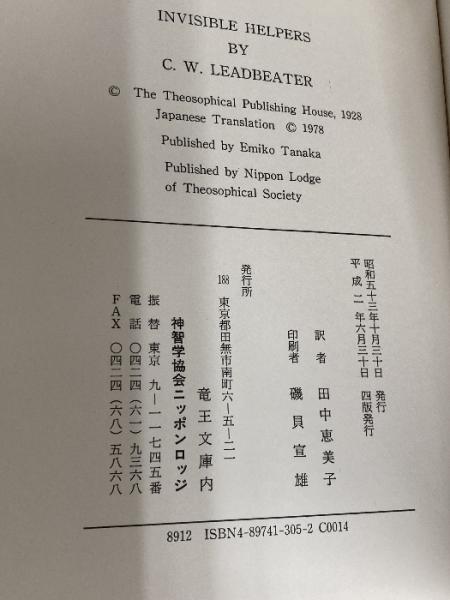 INVISIBLE HELPERS
BY
C. W. LEADBEATER
© The Theosophical Publishing House, 1928
Japanese Translation © 1978
Published by Emiko Tanaka
Published by Nippon Lodge
of Theosophical Society
昭和五十三年十月三十日 発行
平成二年六月三十日 四版発行
訳者 田中恵美子
印刷者 磯貝宣雄
発行所
188 東京都田無市南町六-五-二一
竜王文庫内
神智学協会ニッポンロッジ
振替 東京 九-一一七四五番
電話 〇四二四(六一)九三六八
FAX 〇四二四(六八)五八六八
8912 ISBN4-89741-305-2 C0014